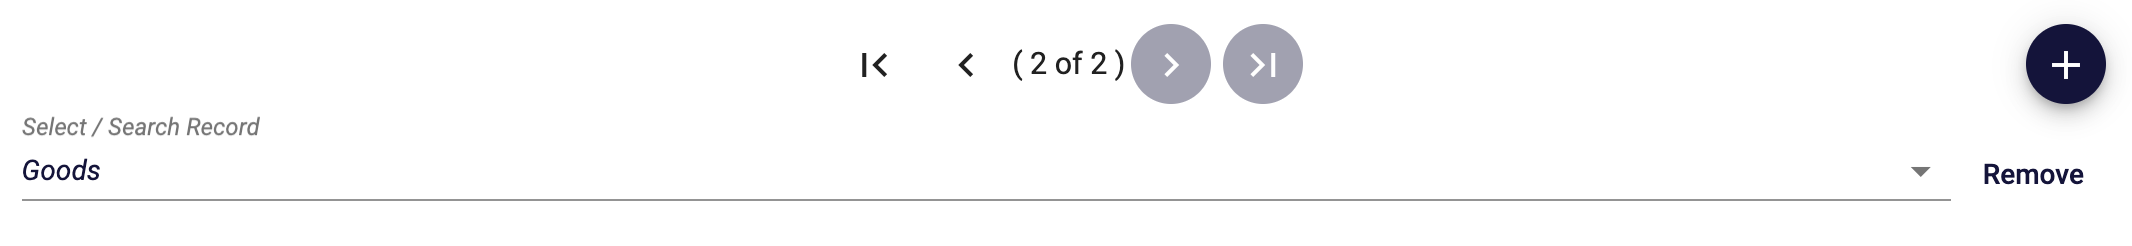 ( 2 of 2 )
Select / Search Record
Goods
Remove